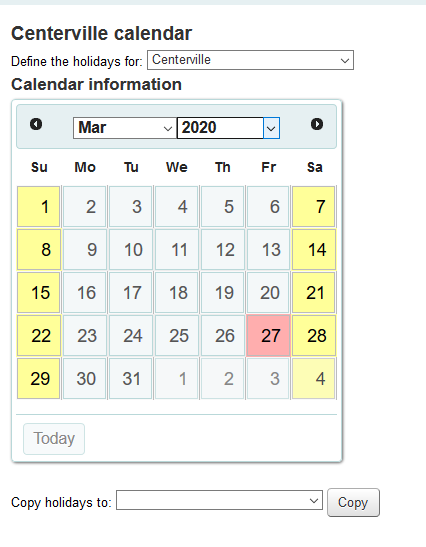 Centerville calendar
Define the holidays for: Centerville
Calendar information
Mar 2020
Su Mo Tu We Th Fr Sa
1 2 3 4 5 6 7
8 9 10 11 12 13 14
15 16 17 18 19 20 21
22 23 24 25 26 27 28
29 30 31 1 2 3 4
Today
Copy holidays to: Copy